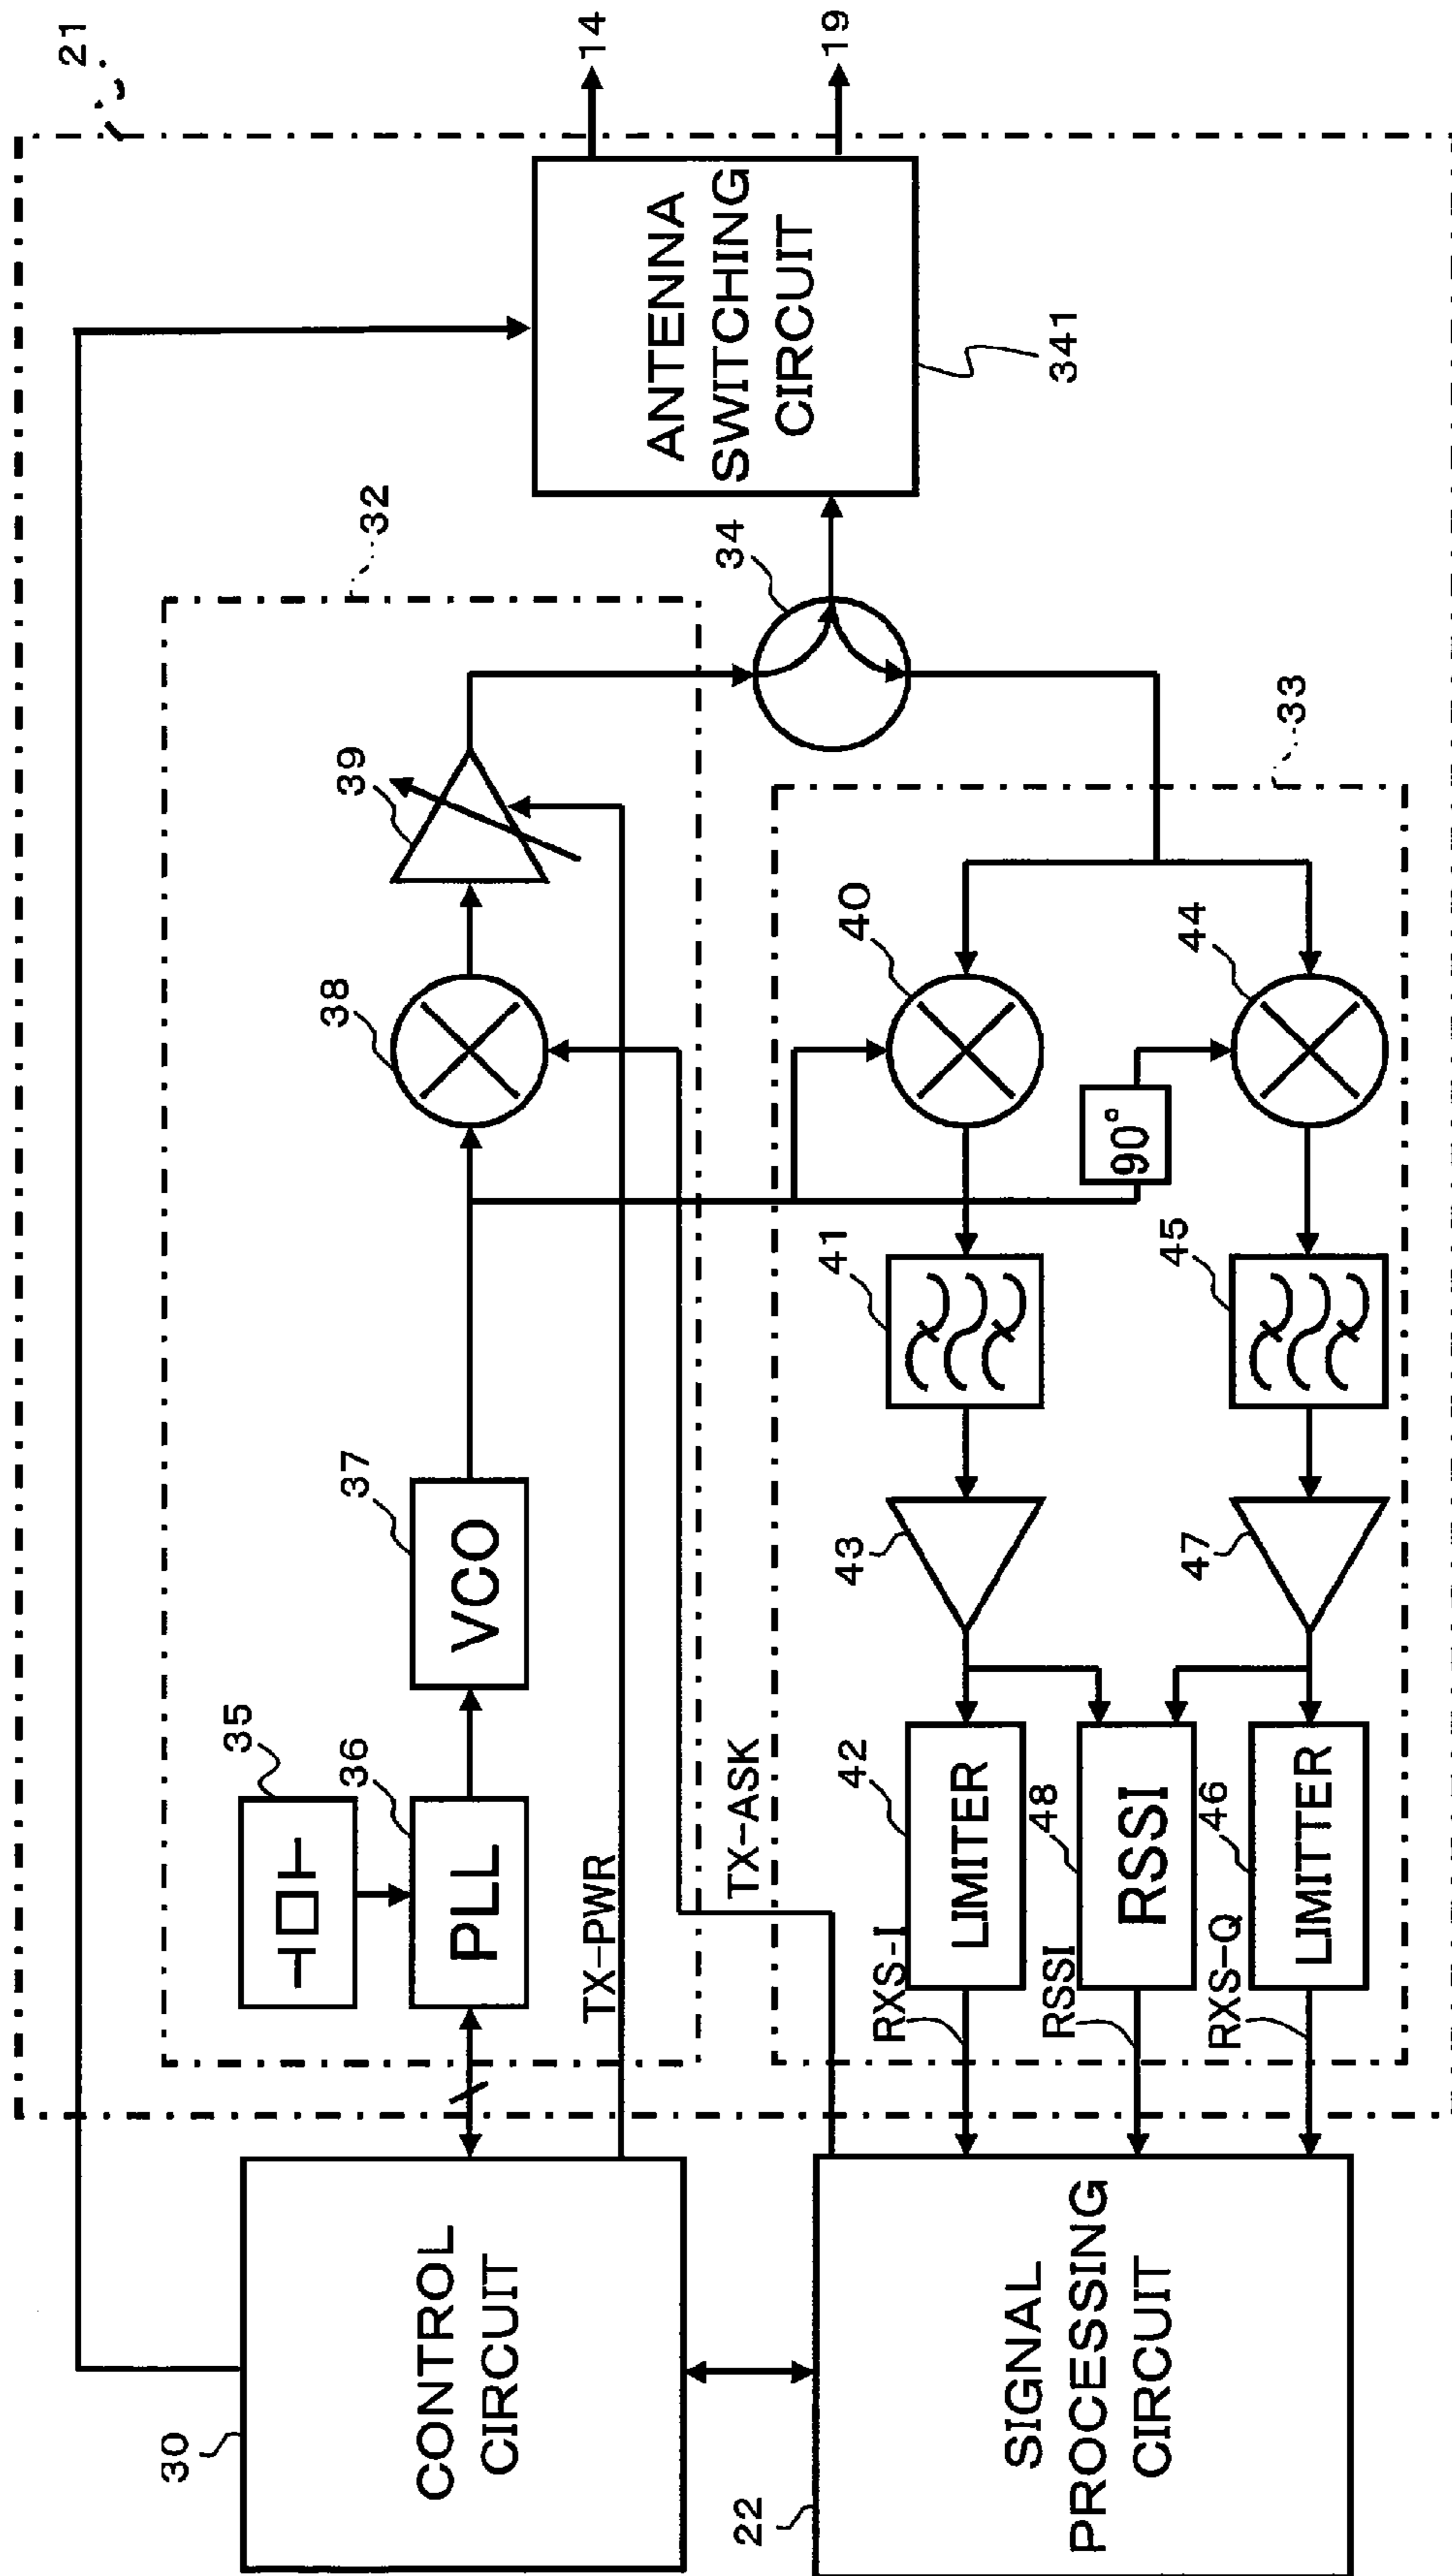 21
14
19
ANTENNA
SWITCHING
CIRCUIT
341
32
34
33
39
38
40
44
90°
41
45
37
VCO
43
47
35
36
PLL
TX-PWR
TX-ASK
42
LIMITER
48
RSSI
46
LIMITTER
RXS-I
RSSI
RXS-Q
30
CONTROL
CIRCUIT
22
SIGNAL
PROCESSING
CIRCUIT